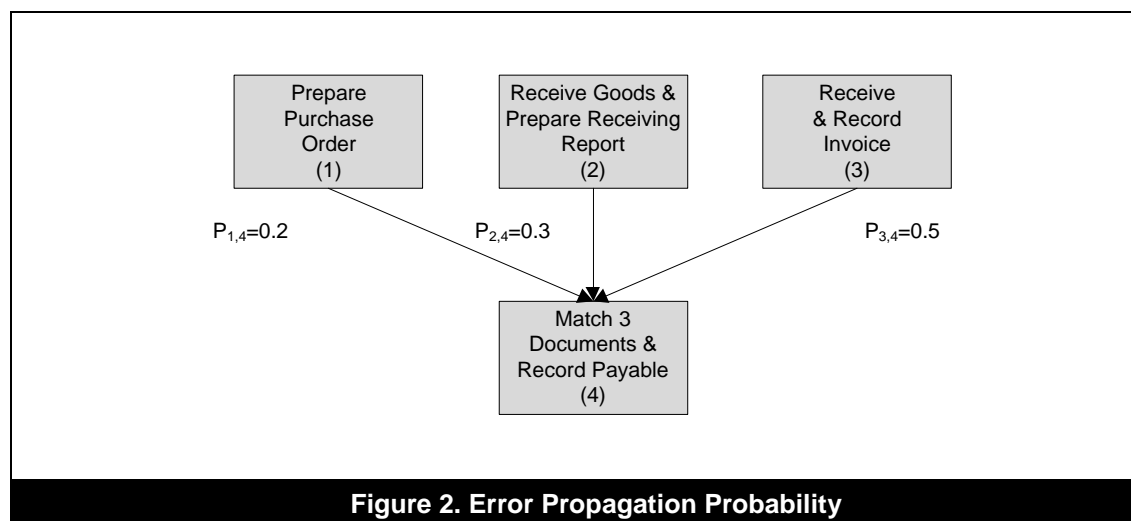 Prepare
Purchase
Order
(1)
Receive Goods &
Prepare Receiving
Report
(2)
Receive
& Record
Invoice
(3)
P1,4=0.2
P2,4=0.3
P3,4=0.5
Match 3
Documents &
Record Payable
(4)
Figure 2. Error Propagation Probability